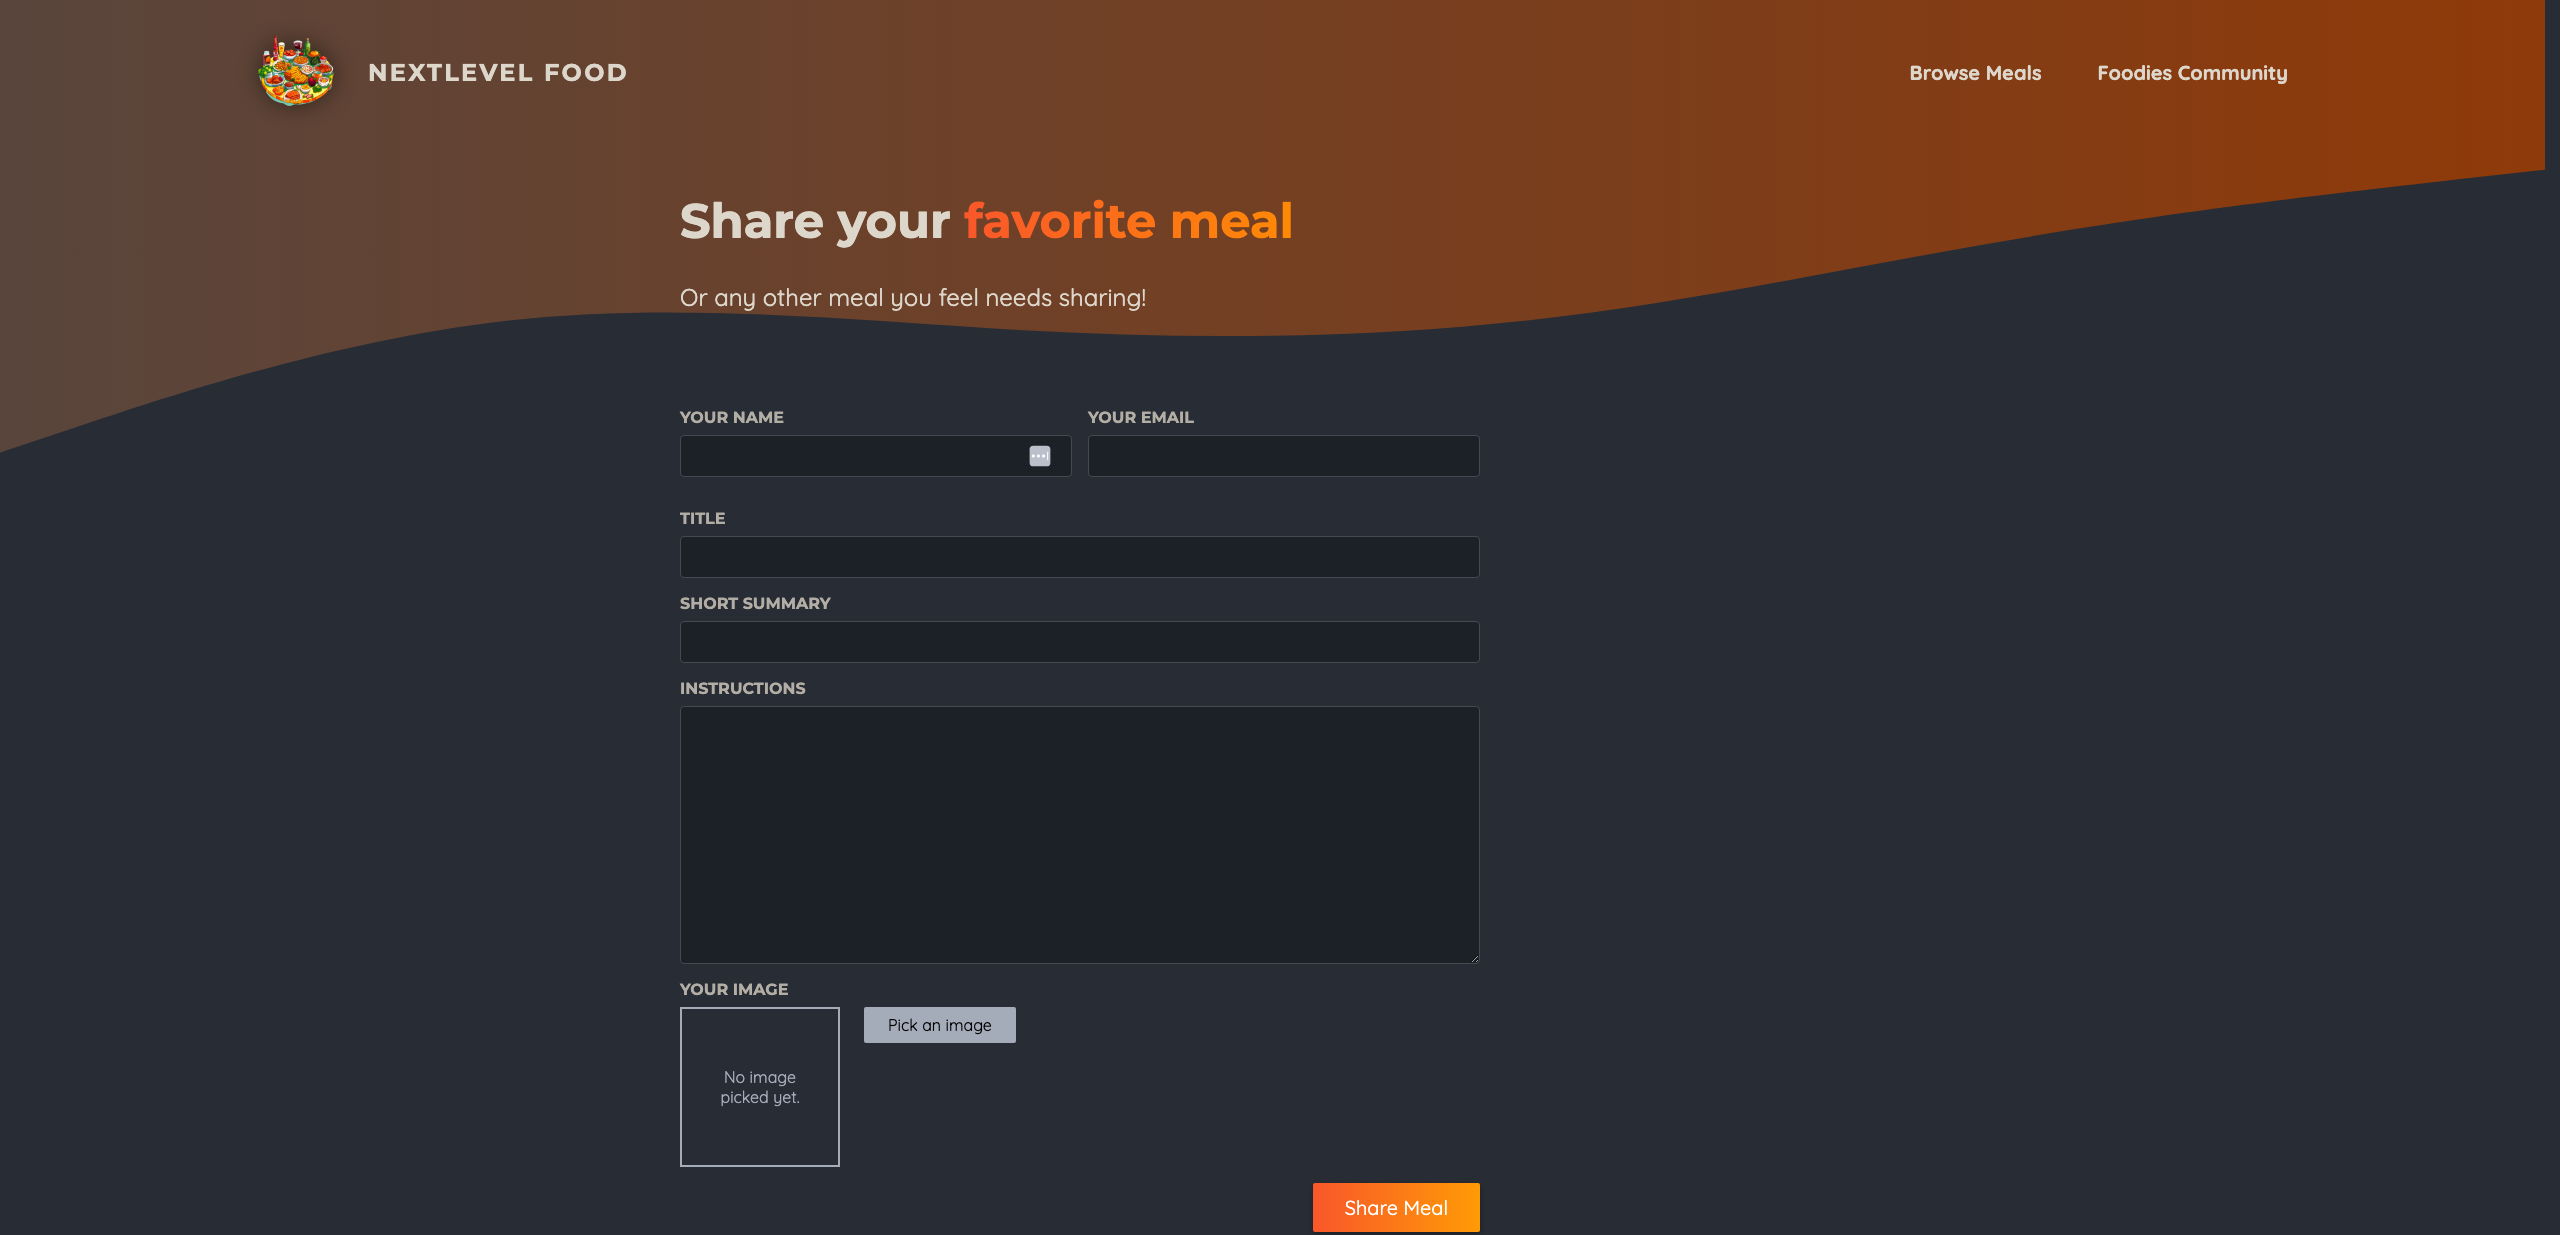 NEXTLEVEL FOOD
Browse Meals
Foodies Community
Share your favorite meal
Or any other meal you feel needs sharing!
YOUR NAME
YOUR EMAIL
TITLE
SHORT SUMMARY
INSTRUCTIONS
YOUR IMAGE
Pick an image
No image
picked yet.
Share Meal